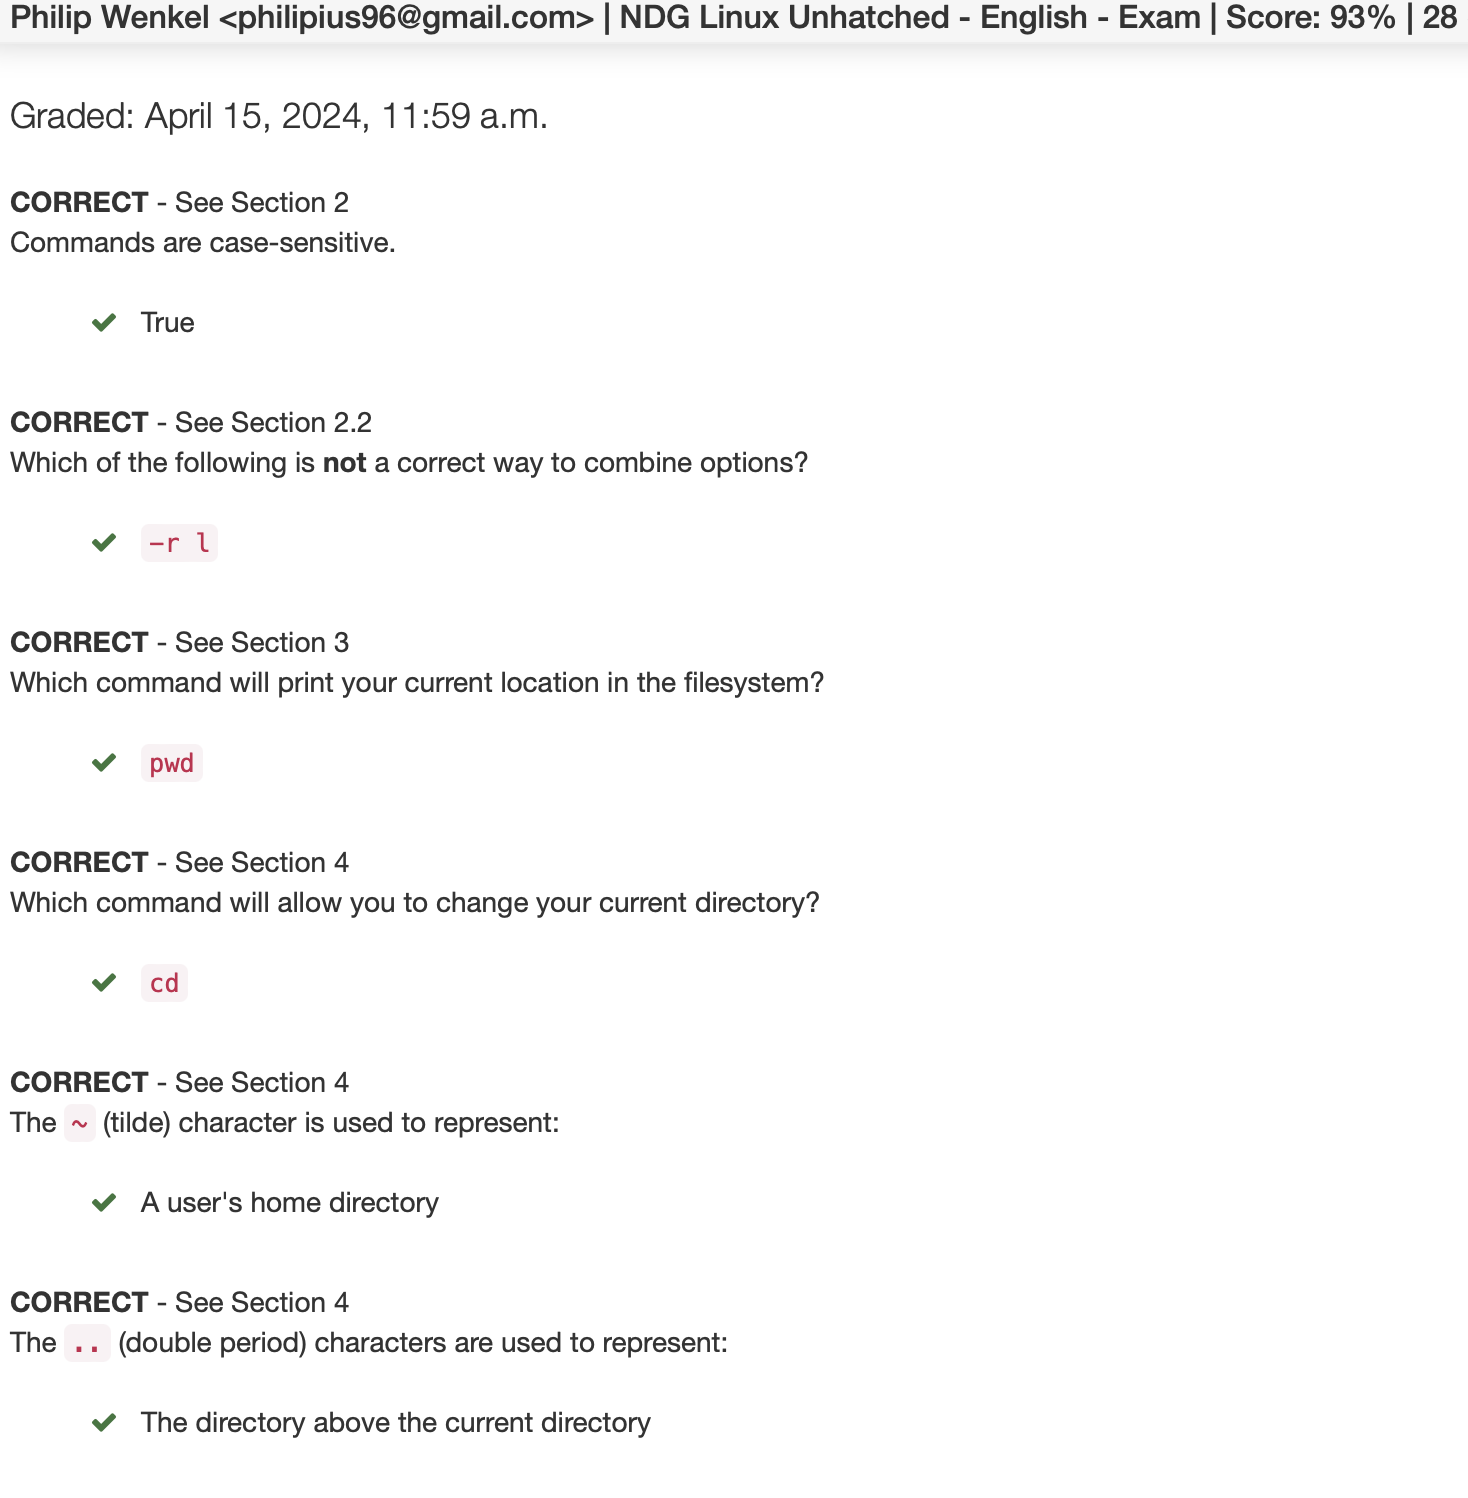 Philip Wenkel <philipius96@gmail.com> | NDG Linux Unhatched - English - Exam | Score: 93% | 28
Graded: April 15, 2024, 11:59 a.m.
CORRECT - See Section 2
Commands are case-sensitive.
True
CORRECT - See Section 2.2
Which of the following is not a correct way to combine options?
-r l
CORRECT - See Section 3
Which command will print your current location in the filesystem?
pwd
CORRECT - See Section 4
Which command will allow you to change your current directory?
cd
CORRECT - See Section 4
The ~ (tilde) character is used to represent:
A user's home directory
CORRECT - See Section 4
The .. (double period) characters are used to represent:
The directory above the current directory